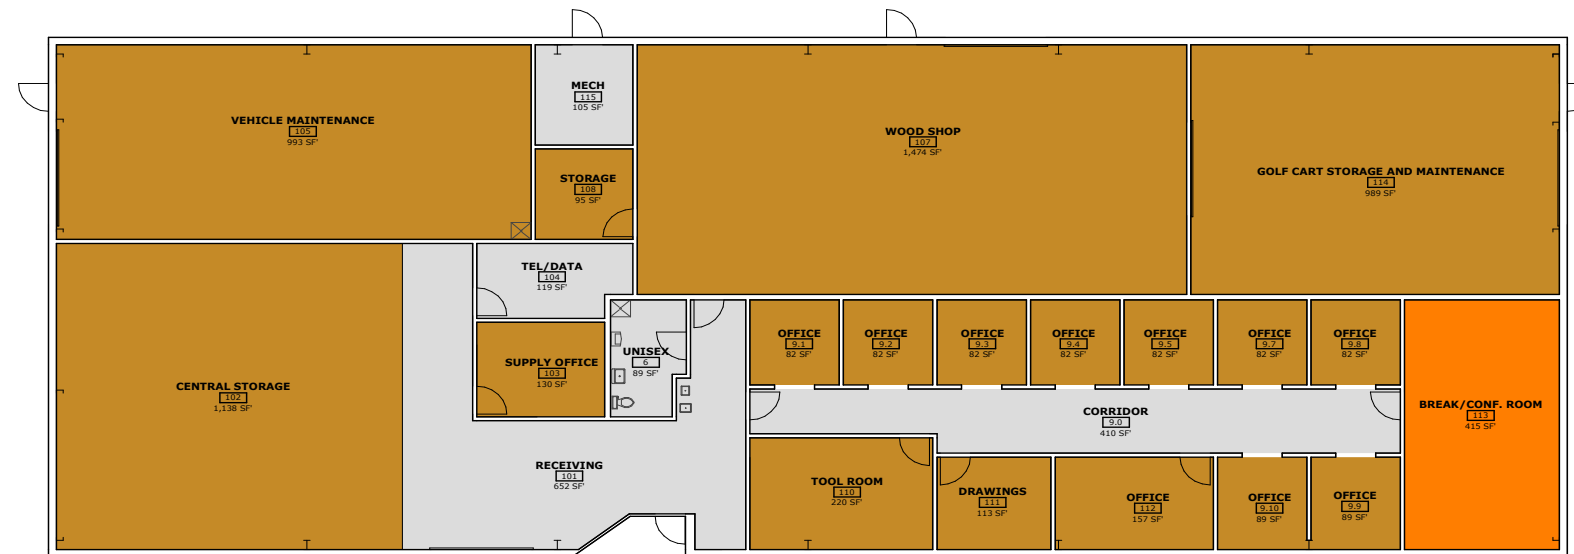 VEHICLE MAINTENANCE
105
993 SF'
MECH
115
105 SF'
STORAGE
108
95 SF'
WOOD SHOP
107
1,474 SF'
GOLF CART STORAGE AND MAINTENANCE
114
989 SF'
TEL/DATA
104
119 SF'
SUPPLY OFFICE
103
130 SF'
UNISEX
6
89 SF'
CENTRAL STORAGE
102
1,138 SF'
RECEIVING
101
652 SF'
OFFICE
9.1
82 SF'
OFFICE
9.2
82 SF'
OFFICE
9.3
82 SF'
OFFICE
9.4
82 SF'
OFFICE
9.5
82 SF'
OFFICE
9.7
82 SF'
OFFICE
9.8
82 SF'
CORRIDOR
9.0
410 SF'
BREAK/CONF. ROOM
113
415 SF'
TOOL ROOM
110
220 SF'
DRAWINGS
111
113 SF'
OFFICE
112
157 SF'
OFFICE
9.10
89 SF'
OFFICE
9.9
89 SF'